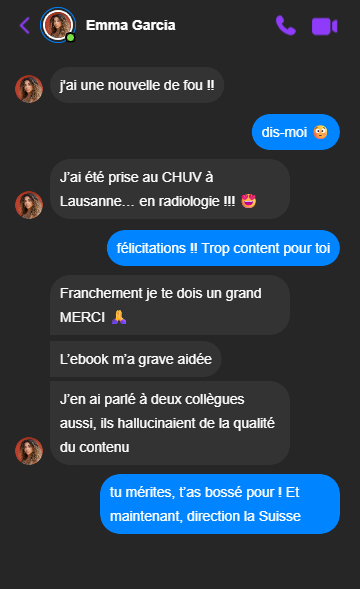 Emma Garcia
j'ai une nouvelle de fou !!
dis-moi 😳
J'ai été prise au CHUV à
Lausanne… en radiologie !!! 🤩
félicitations !! Trop content pour toi
Franchement je te dois un grand
MERCI 🙏
L'ebook m'a grave aidée
J'en ai parlé à deux collègues
aussi, ils hallucinaient de la qualité
du contenu
tu mérites, t'as bossé pour ! Et
maintenant, direction la Suisse